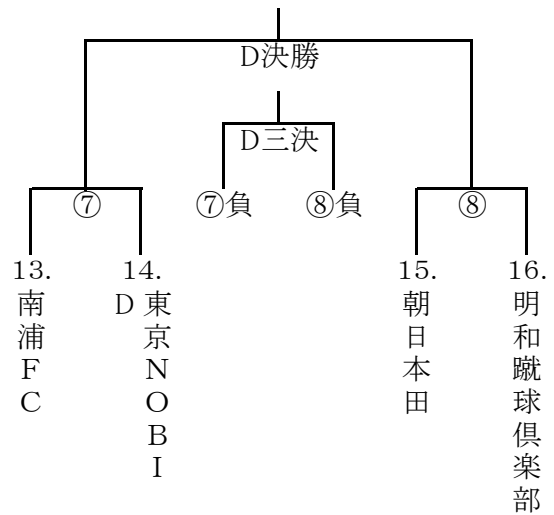 D決勝
D三決
⑦
⑦負
⑧負
⑧
13.
南浦FC
14.
東京NOBI
D
15.
朝日本田
16.
明和蹴球倶楽部